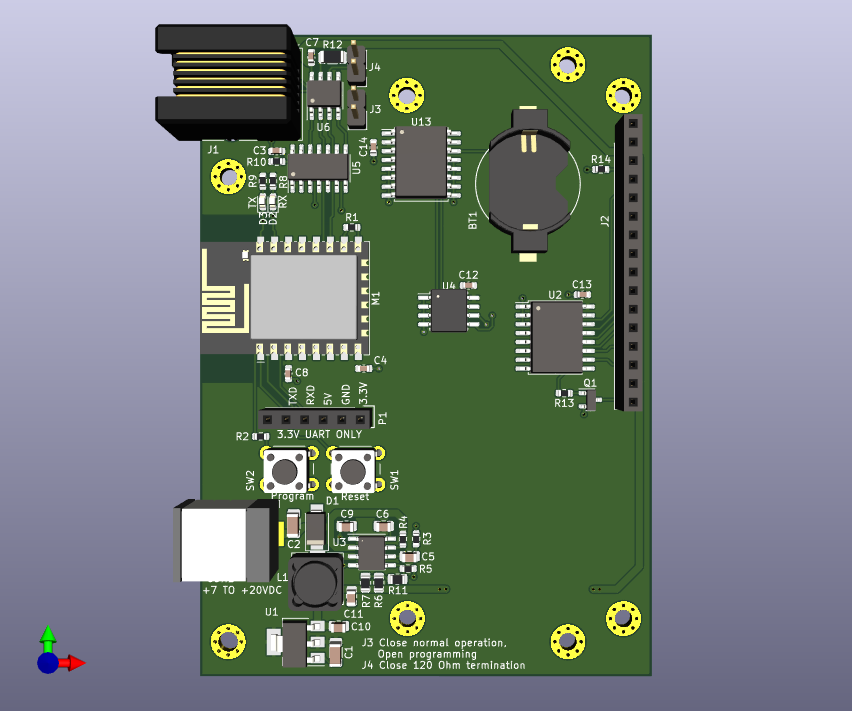 C7 R12
J4
J3
U6
U13
J1
C3
R10
C14
U5
R14
R9 R8
TX RX
D3 D2
R1
BT1
J2
M1
U4 C12
U2 C13
C8
C4
TXD RXD 5V GND 3.3V
P1
Q1
R13
R2 3.3V UART ONLY
SW2 SW1
Program Reset
D1
C9 C6
R4 R3
C2
U3
C5
R5
L1
R11
+7 TO +20VDC
R7 R6
C11
U1
C10
C1
J3 Close normal operation,
Open programming
J4 Close 120 Ohm termination